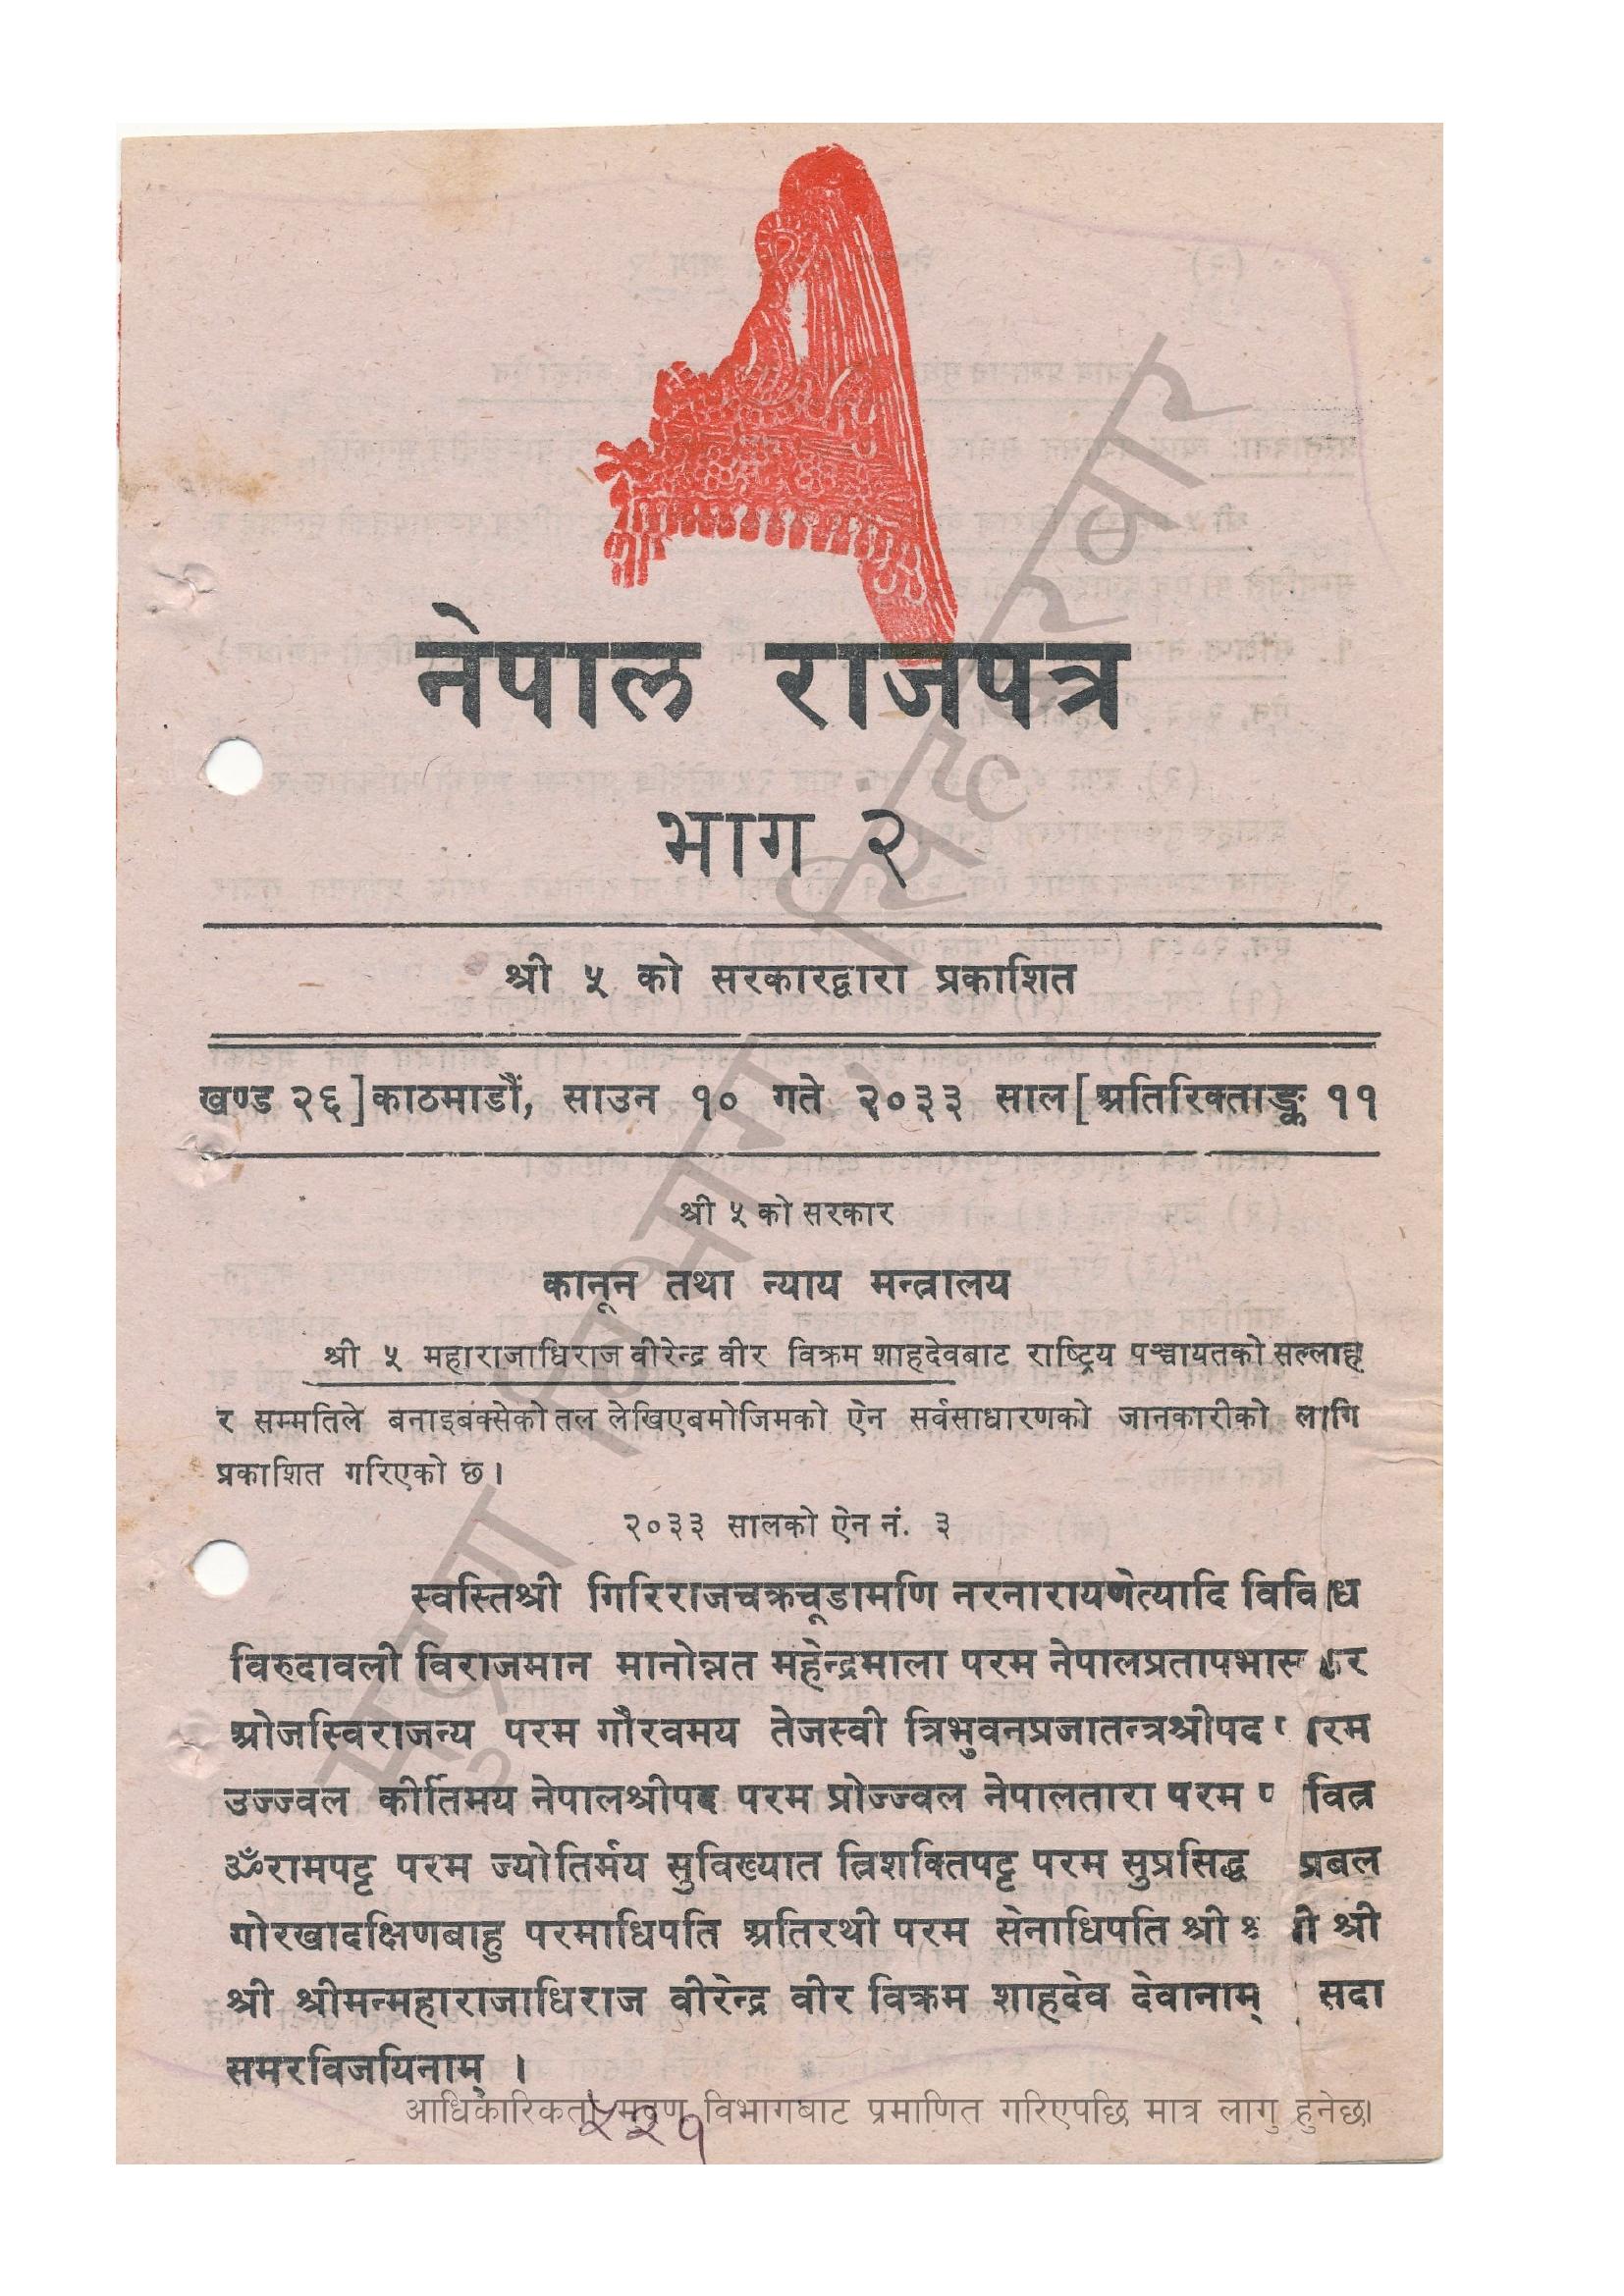 नेपाल राजपत्र
भाग २
श्री ५ को सरकारद्वारा प्रकाशित
खण्ड २६] काठमाडौं, साउन १० गते २०३३ साल [अतिरिक्ताङ्क ११
श्री ५ को सरकार
कानून तथा न्याय मन्त्रालय
श्री ५ महाराजाधिराज वीरेन्द्र वीर विक्रम शाहदेवबाट राष्ट्रिय पञ्चायतको सल्लाह
र सम्मतिले बनाइबक्सेको तल लेखिएबमोजिमको ऐन सर्वसाधारणको जानकारीको लागि
प्रकाशित गरिएको छ।
२०३३ सालको ऐन नं. ३
स्वस्तिश्री गिरिराजचक्रचूडामणि नरनारायणेत्यादि विविध
विरुदावली विराजमान मानोन्नत महेन्द्रमाला परम नेपालप्रतापभास्कर
ओजस्विराजन्य परम गौरवमय तेजस्वी त्रिभुवनप्रजातन्त्रश्रीपद परम
उज्ज्वल कीर्तिमय नेपालश्रीपद परम प्रोज्ज्वल नेपालतारा परम पवित्र
ॐरामपट्ट परम ज्योतिर्मय सुविख्यात त्रिशक्तिपट्ट परम सुप्रसिद्ध प्रबल
गोरखादक्षिणबाहु परमाधिपति अतिरथी परम सेनाधिपति श्री श्री श्री
श्री श्रीमन्महाराजाधिराज वीरेन्द्र वीर विक्रम शाहदेव देवानाम् सदा
समरविजयिनाम् ।
आधिकारिकता मुद्रण विभागबाट प्रमाणित गरिएपछि मात्र लागु हुनेछ।
५२१
मुद्रण विभाग, सिंहदरवार